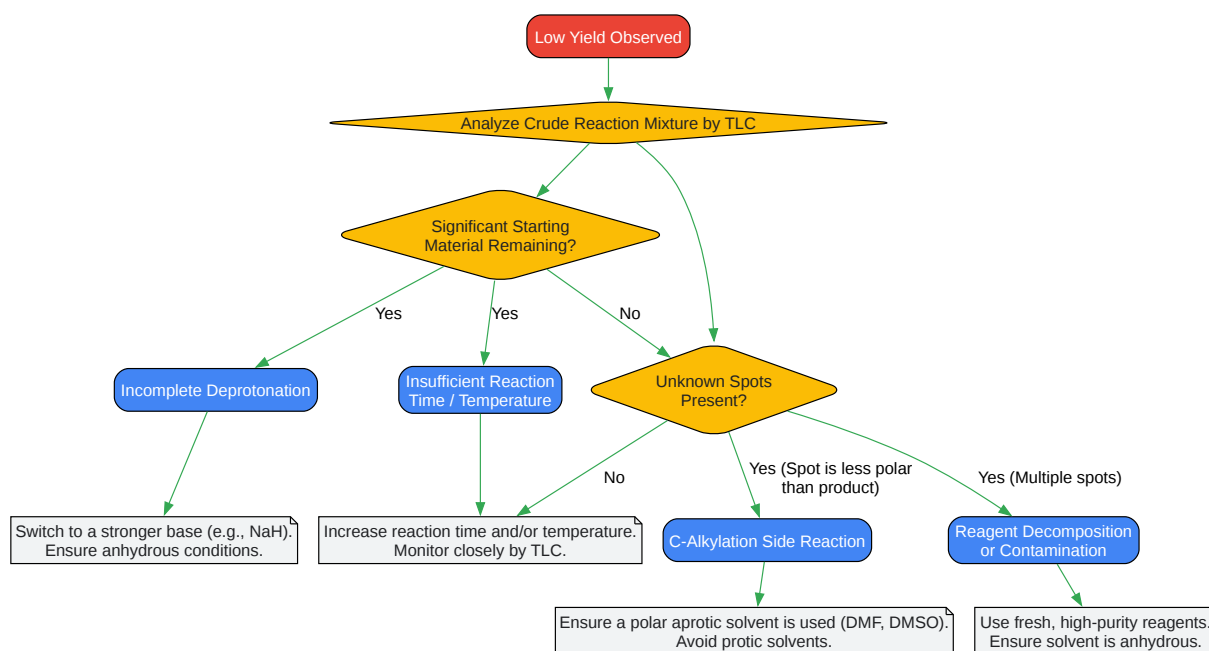 Low Yield Observed
Analyze Crude Reaction Mixture by TLC
Significant Starting
Material Remaining?
Yes
Yes
No
Incomplete Deprotonation
Insufficient Reaction
Time / Temperature
Unknown Spots
Present?
No
Yes (Spot is less polar
than product)
Yes (Multiple spots)
Switch to a stronger base (e.g., NaH).
Ensure anhydrous conditions.
Increase reaction time and/or temperature.
Monitor closely by TLC.
C-Alkylation Side Reaction
Reagent Decomposition
or Contamination
Ensure a polar aprotic solvent is used (DMF, DMSO).
Avoid protic solvents.
Use fresh, high-purity reagents.
Ensure solvent is anhydrous.